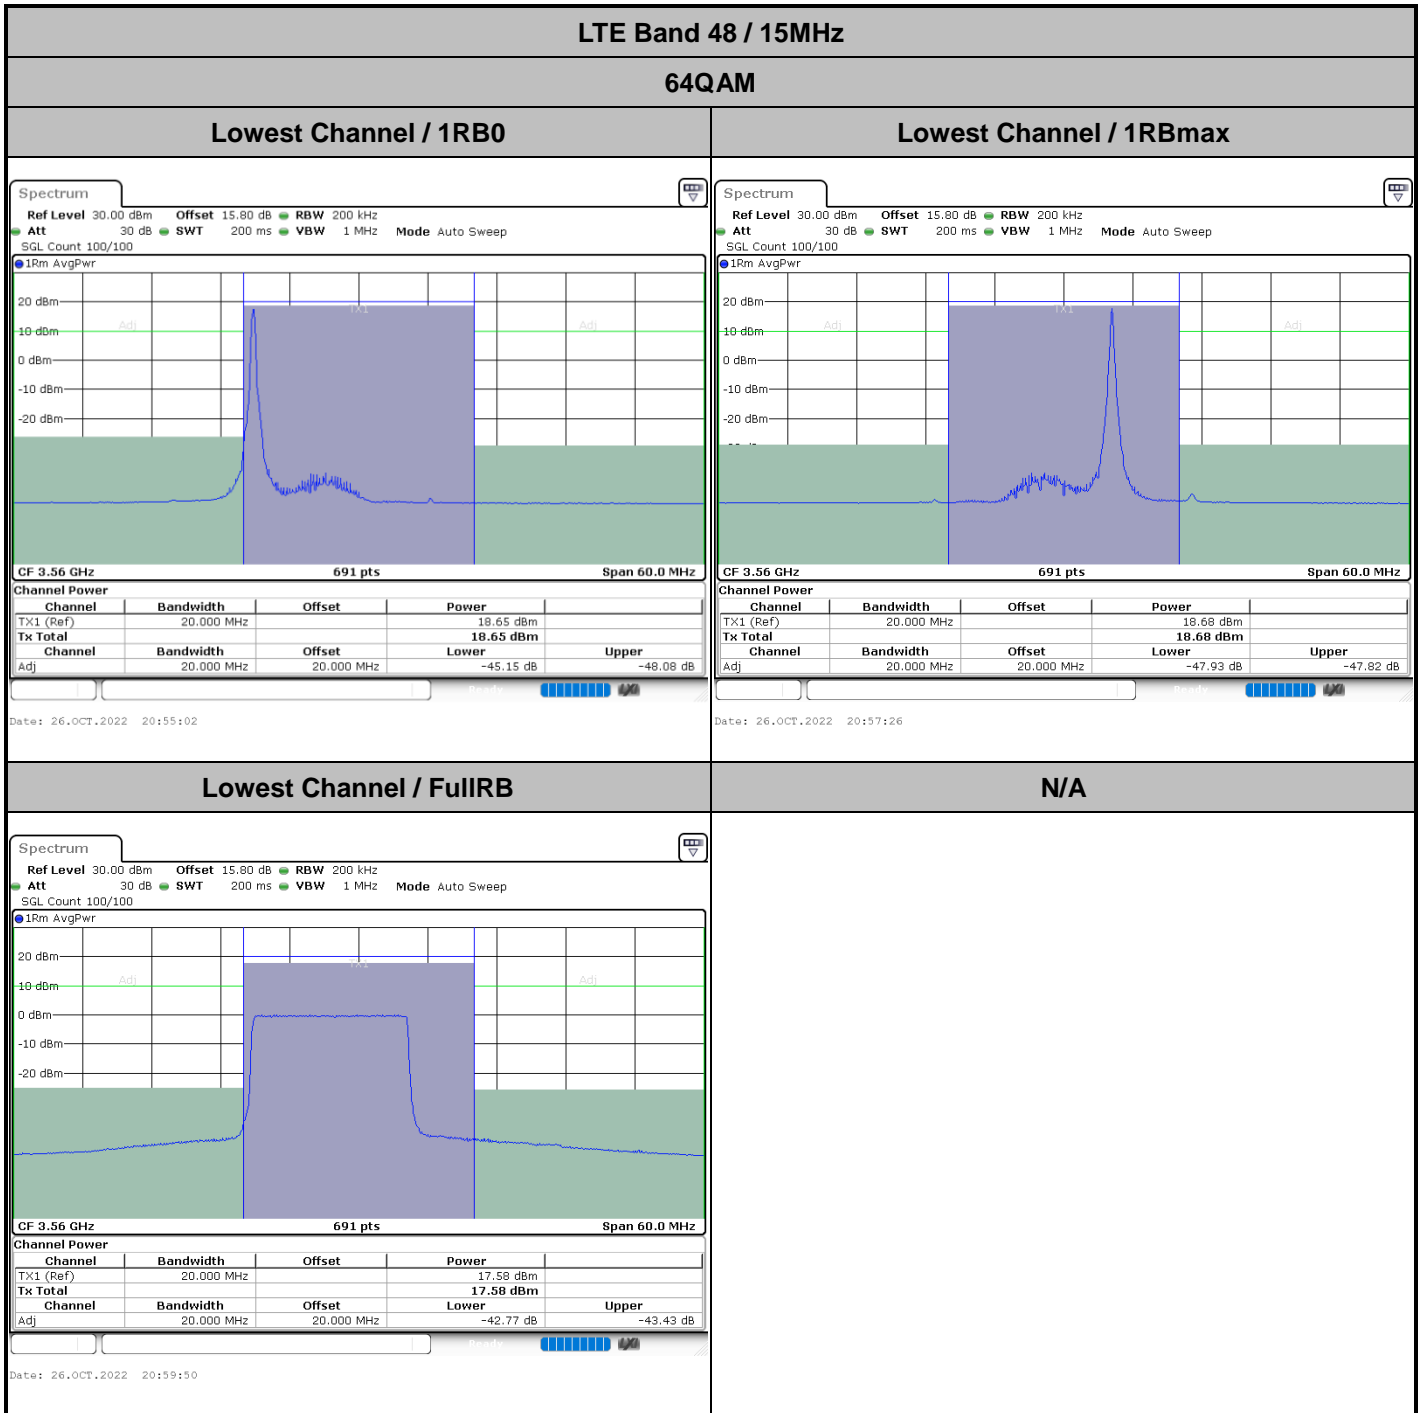 LTE Band 48 / 15MHz
64QAM
Lowest Channel / 1RB0
Lowest Channel / 1RBmax
Spectrum
Ref Level 30.00 dBm Offset 15.80 dB RBW 200 kHz
Att 30 dB SWT 200 ms VBW 1 MHz Mode Auto Sweep
SGL Count 100/100
1Rm AvgPwr
20 dBm
TX1
10 dBm
Adj
Adj
0 dBm
-10 dBm
-20 dBm
CF 3.56 GHz 691 pts Span 60.0 MHz
Channel Power
Channel Bandwidth Offset Power
TX1 (Ref) 20.000 MHz 18.65 dBm
Tx Total 18.65 dBm
Channel Bandwidth Offset Lower Upper
Adj 20.000 MHz 20.000 MHz -45.15 dB -48.08 dB
Ready
Date: 26.OCT.2022 20:55:02
Spectrum
Ref Level 30.00 dBm Offset 15.80 dB RBW 200 kHz
Att 30 dB SWT 200 ms VBW 1 MHz Mode Auto Sweep
SGL Count 100/100
1Rm AvgPwr
20 dBm
TX1
10 dBm
Adj
Adj
0 dBm
-10 dBm
-20 dBm
CF 3.56 GHz 691 pts Span 60.0 MHz
Channel Power
Channel Bandwidth Offset Power
TX1 (Ref) 20.000 MHz 18.68 dBm
Tx Total 18.68 dBm
Channel Bandwidth Offset Lower Upper
Adj 20.000 MHz 20.000 MHz -47.93 dB -47.82 dB
Ready
Date: 26.OCT.2022 20:57:26
Lowest Channel / FullRB
N/A
Spectrum
Ref Level 30.00 dBm Offset 15.80 dB RBW 200 kHz
Att 30 dB SWT 200 ms VBW 1 MHz Mode Auto Sweep
SGL Count 100/100
1Rm AvgPwr
20 dBm
TX1
10 dBm
Adj
Adj
0 dBm
-10 dBm
-20 dBm
CF 3.56 GHz 691 pts Span 60.0 MHz
Channel Power
Channel Bandwidth Offset Power
TX1 (Ref) 20.000 MHz 17.58 dBm
Tx Total 17.58 dBm
Channel Bandwidth Offset Lower Upper
Adj 20.000 MHz 20.000 MHz -42.77 dB -43.43 dB
Ready
Date: 26.OCT.2022 20:59:50